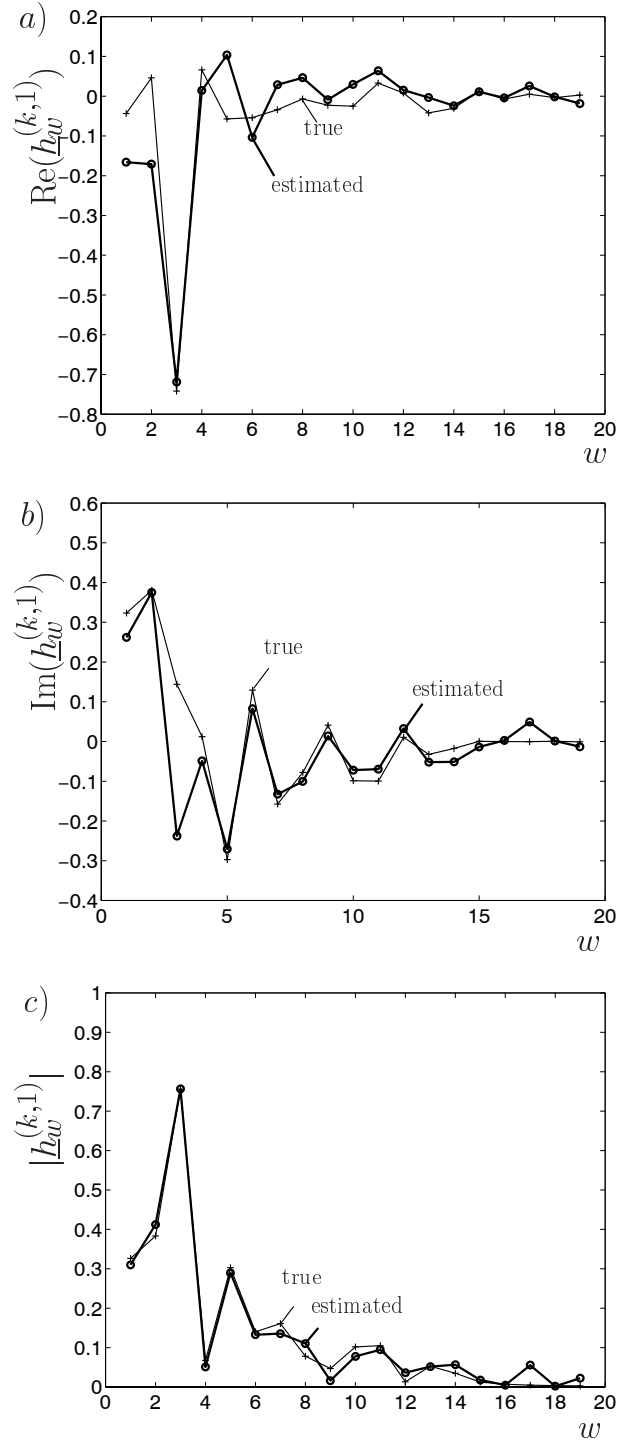 a)
Re(h_w^(k,1))
0.2
0.1
0
−0.1
−0.2
−0.3
−0.4
−0.5
−0.6
−0.7
−0.8
true
estimated
0 2 4 6 8 10 12 14 16 18 20
w
b)
Im(h_w^(k,1))
0.6
0.5
0.4
0.3
0.2
0.1
0
−0.1
−0.2
−0.3
−0.4
true
estimated
0 5 10 15 20
w
c)
|h_w^(k,1)|
1
0.9
0.8
0.7
0.6
0.5
0.4
0.3
0.2
0.1
0
true
estimated
0 2 4 6 8 10 12 14 16 18 20
w